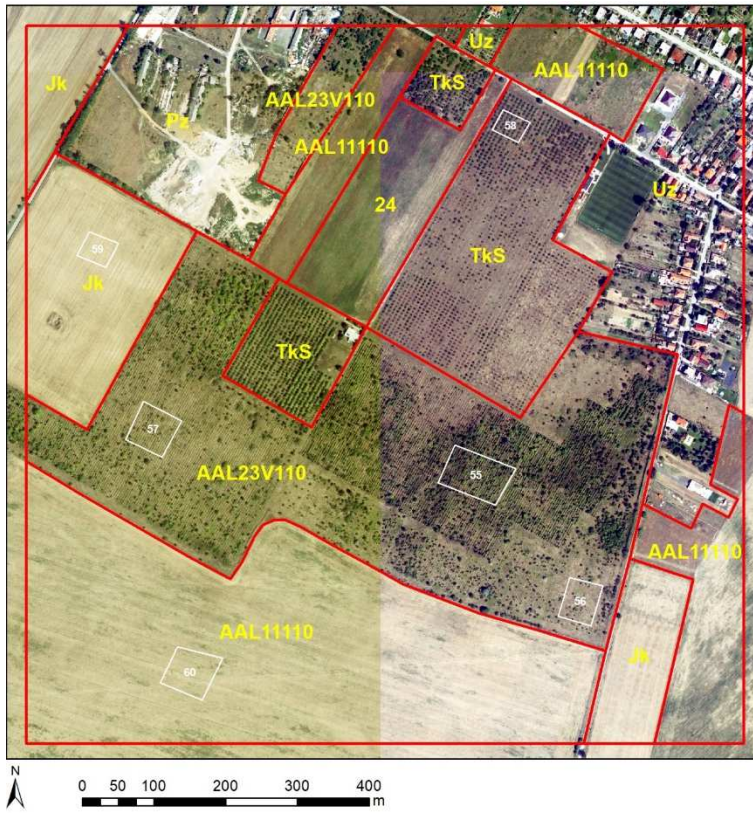 Uz
AAL11110
Jk
TkS
AAL23V110
Pz
58
AAL11110
Uz
24
59
TkS
Jk
TkS
57
AAL23V110
55
AAL11110
56
AAL11110
60
Jk
N
0 50 100 200 300 400
m